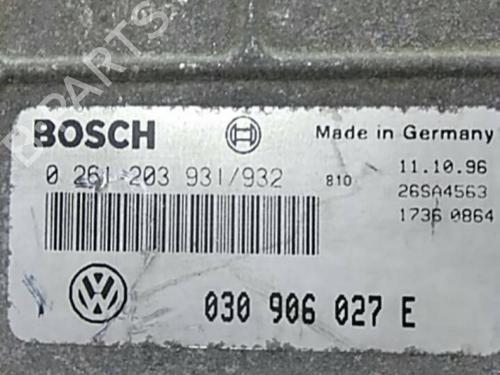 B-PARTS
BOSCH
Made in Germany
0 261 203 931/932
810
11.10.96
26SA4563
1736 0864
030 906 027 E